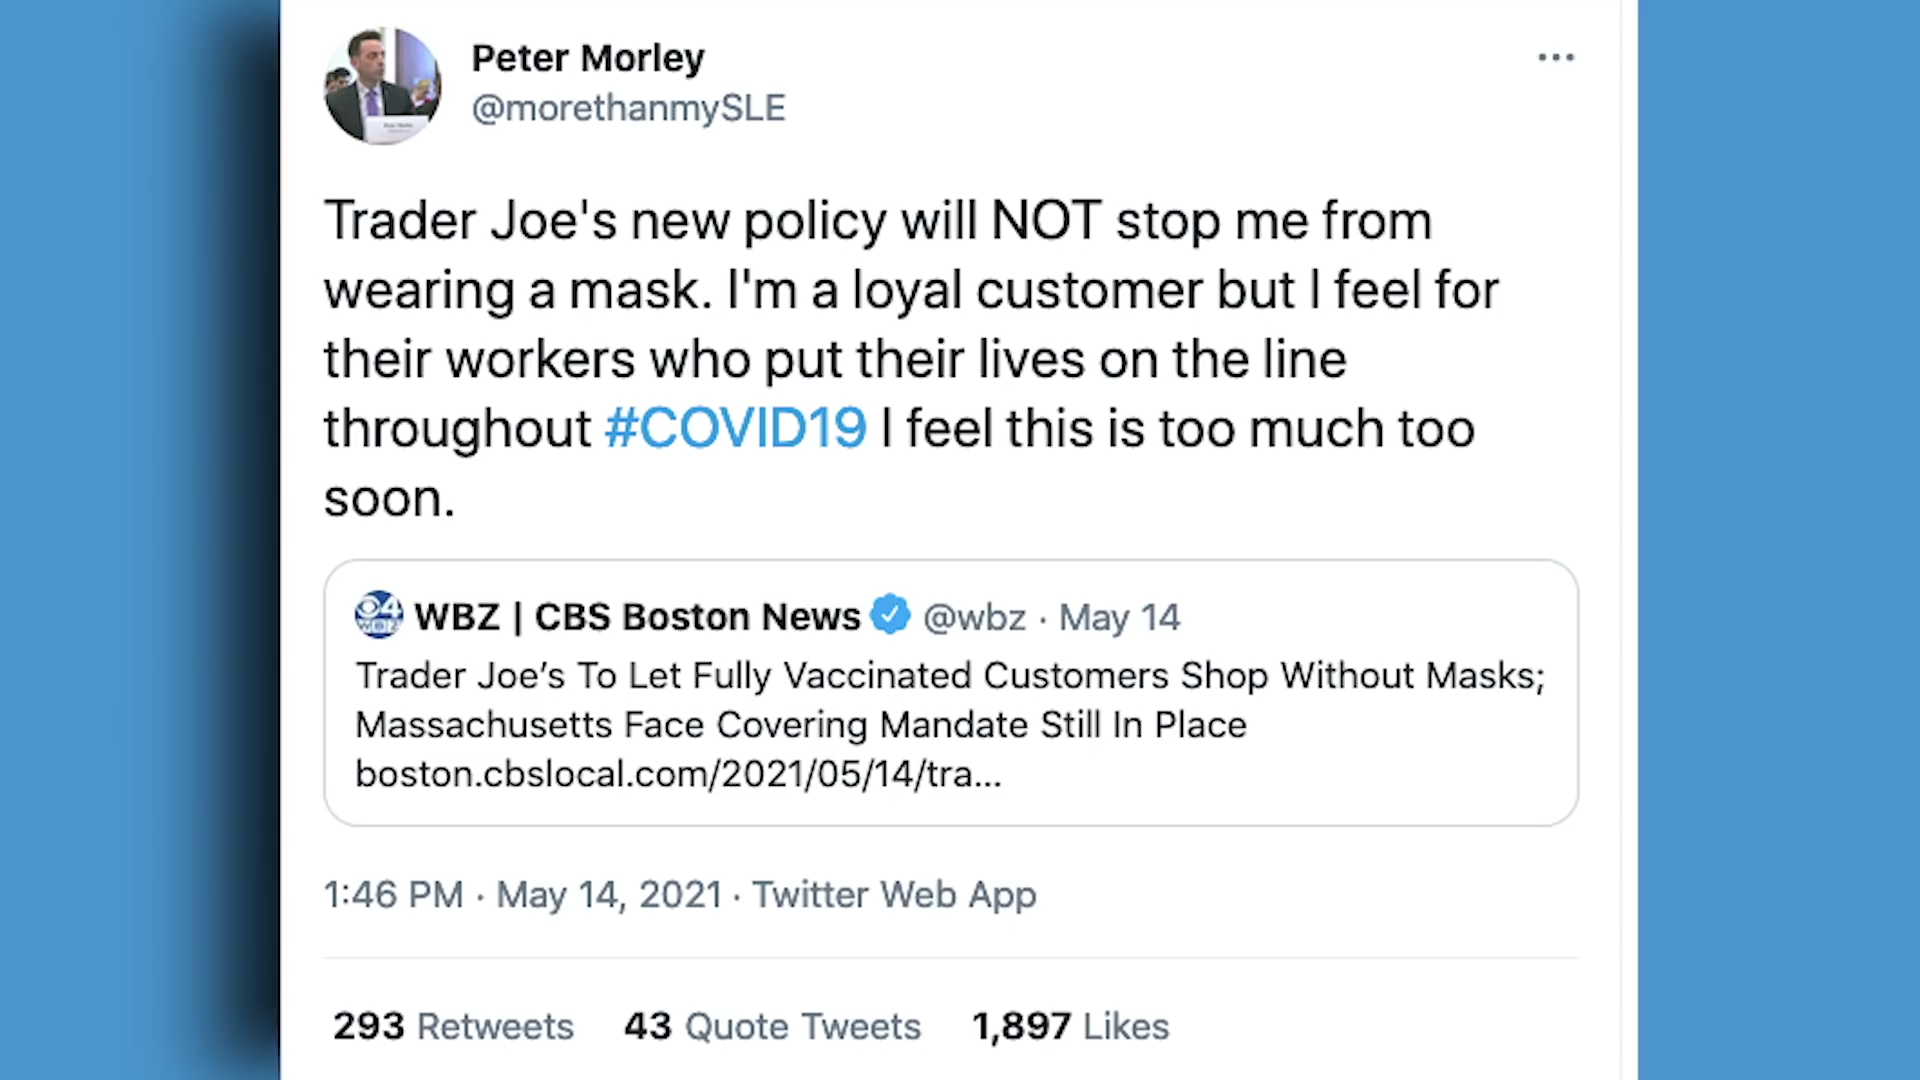 Peter Morley
@morethanmySLE
Trader Joe's new policy will NOT stop me from
wearing a mask. I'm a loyal customer but I feel for
their workers who put their lives on the line
throughout #COVID19 I feel this is too much too
soon.
WBZ | CBS Boston News @wbz · May 14
Trader Joe’s To Let Fully Vaccinated Customers Shop Without Masks;
Massachusetts Face Covering Mandate Still In Place
boston.cbslocal.com/2021/05/14/tra...
1:46 PM · May 14, 2021 · Twitter Web App
293 Retweets 43 Quote Tweets 1,897 Likes